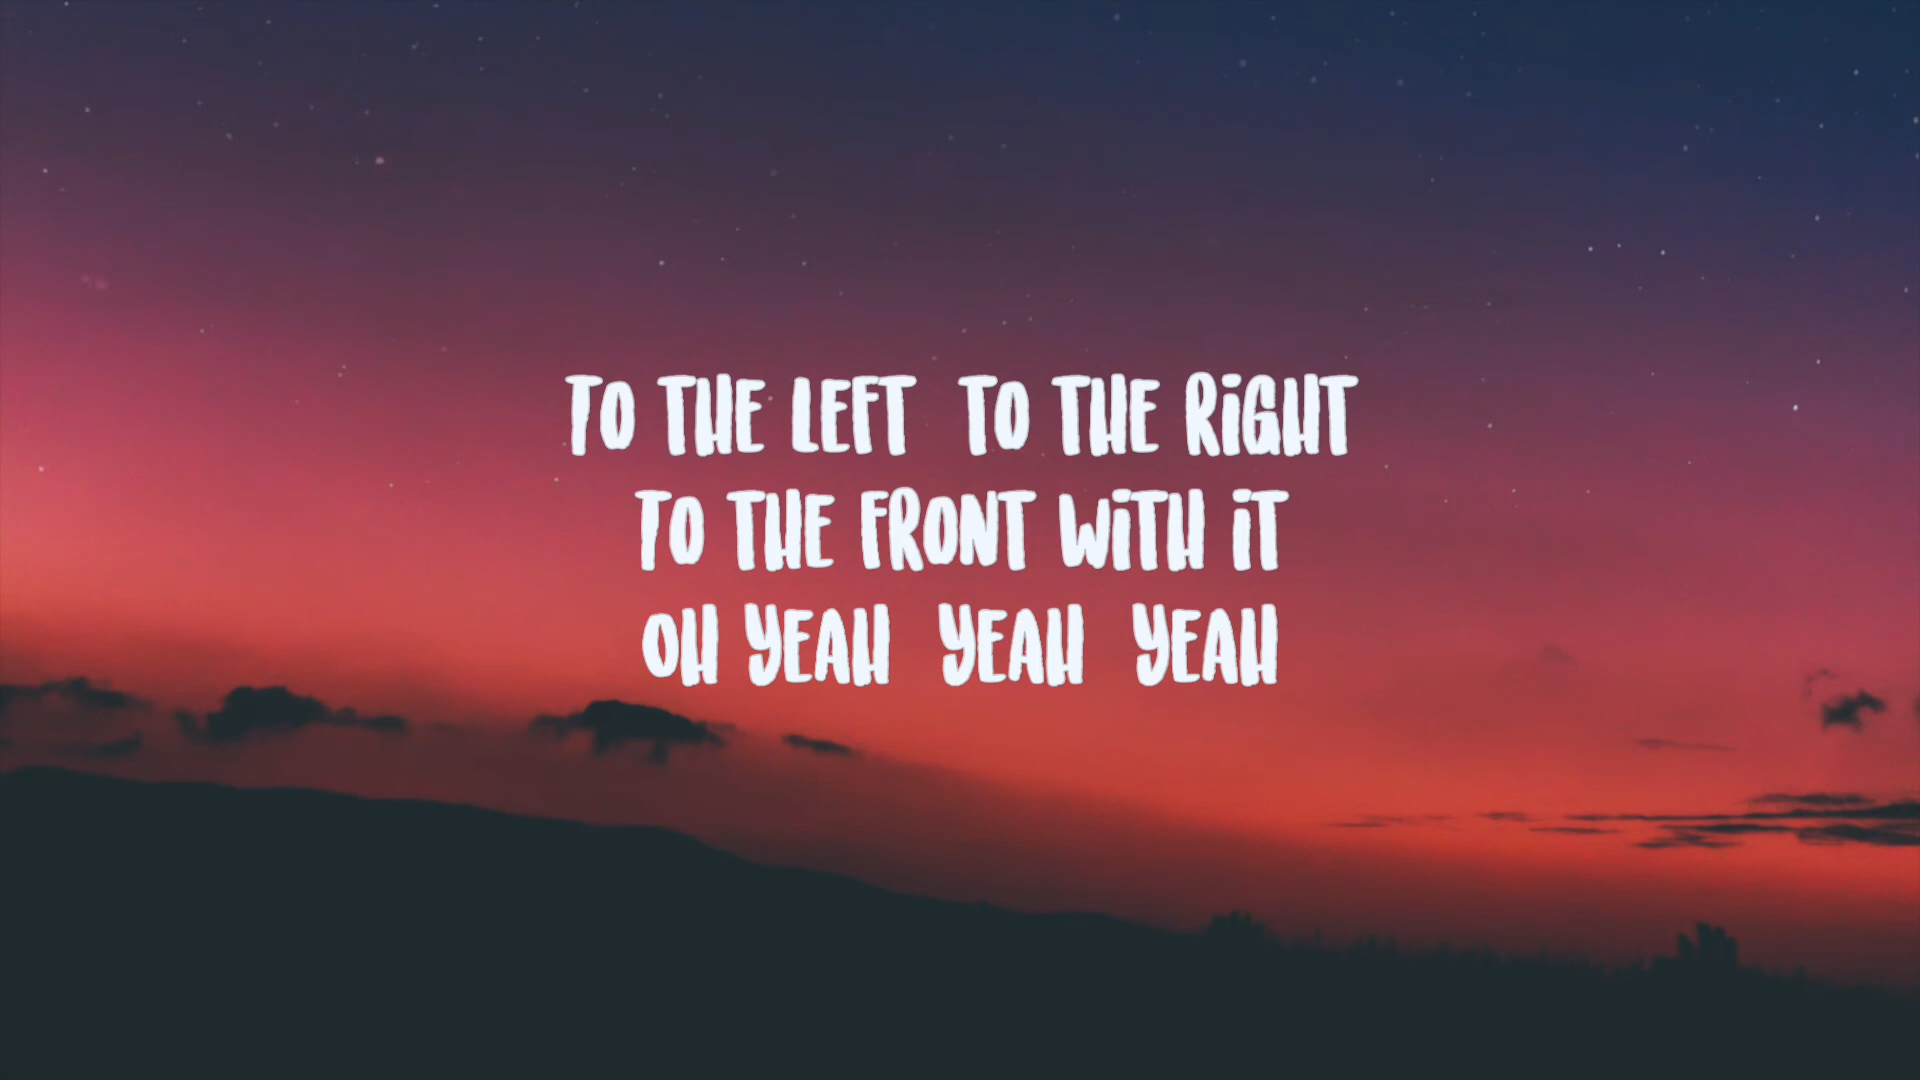 TO THE LEFT TO THE RIGHT
TO THE FRONT WITH IT
OH YEAH YEAH YEAH